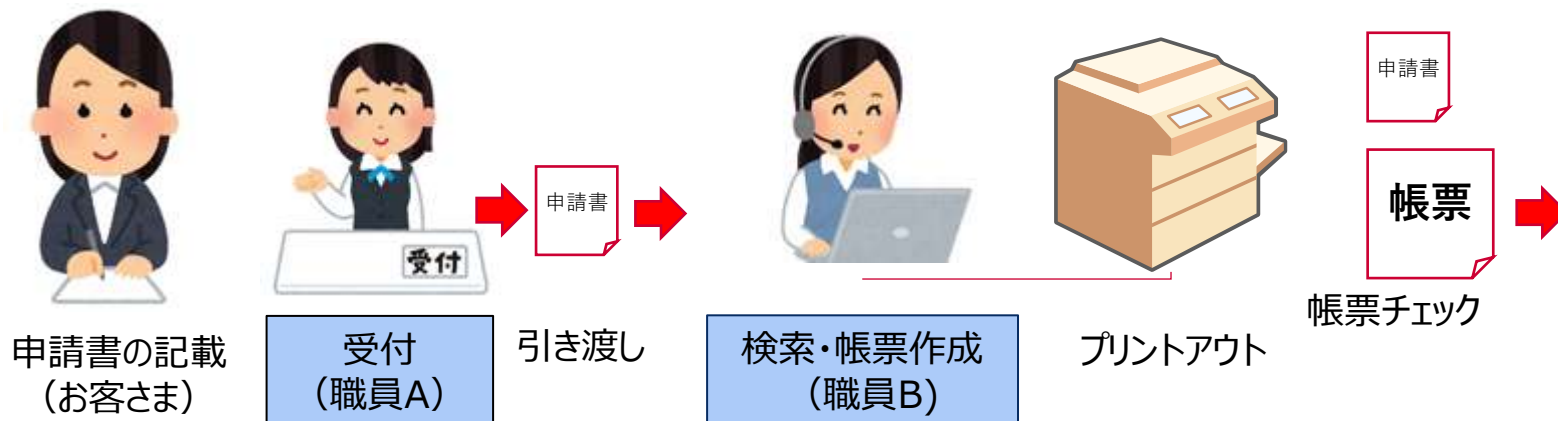 申請書
帳票
申請書
受付
申請書の記載
(お客さま)
受付
(職員A)
引き渡し
検索・帳票作成
(職員B)
プリントアウト
帳票チェック